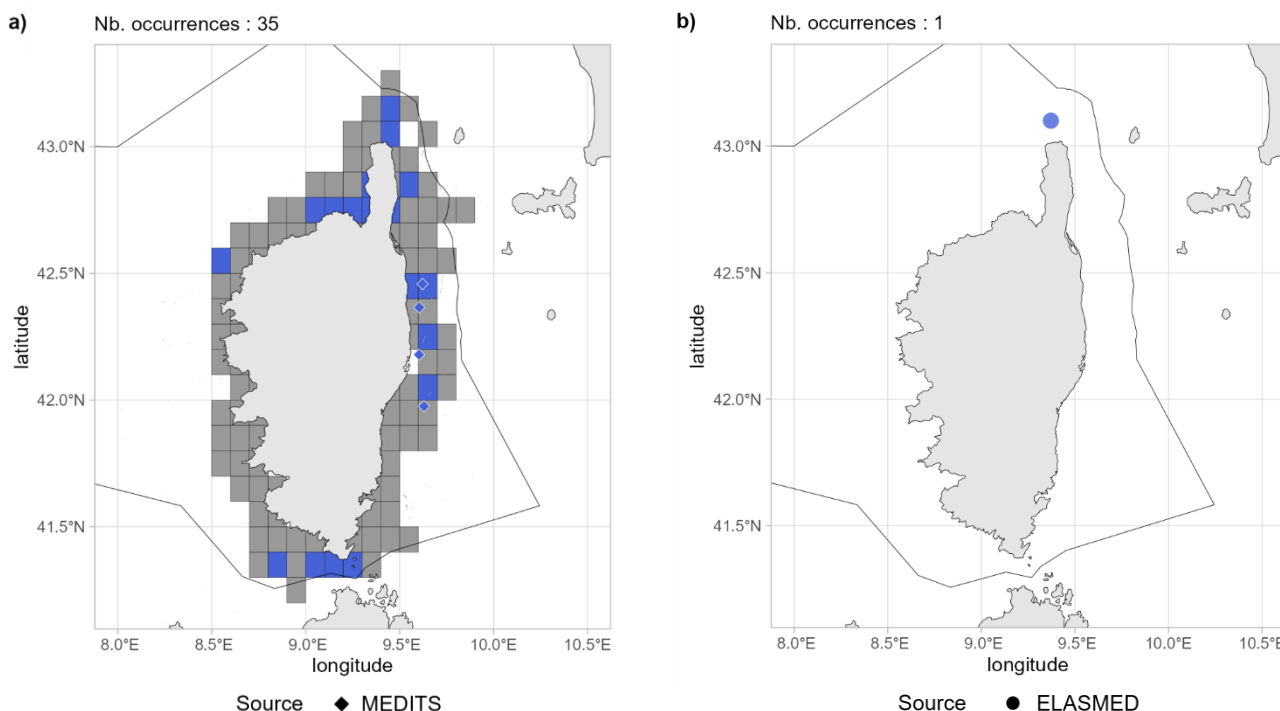 a) Nb. occurrences : 35
43.0°N
42.5°N
42.0°N
41.5°N
latitude
8.0°E 8.5°E 9.0°E 9.5°E 10.0°E 10.5°E
longitude
Source ◆ MEDITS
b) Nb. occurrences : 1
43.0°N
42.5°N
42.0°N
41.5°N
latitude
8.0°E 8.5°E 9.0°E 9.5°E 10.0°E 10.5°E
longitude
Source ● ELASMED